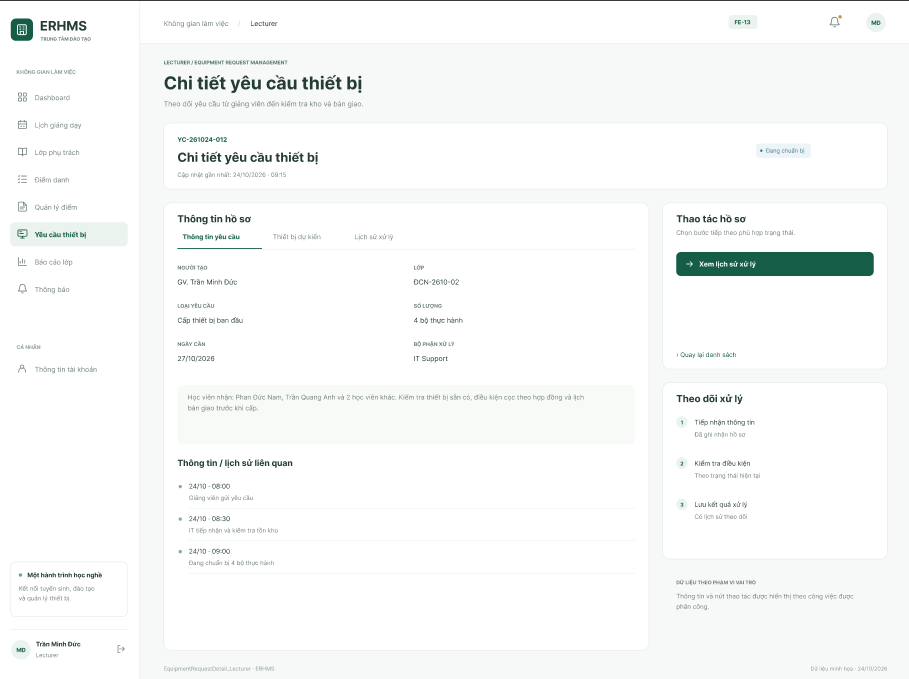 ERHMS
TRUNG TÂM ĐÀO TẠO
KHÔNG GIAN LÀM VIỆC
Dashboard
Lịch giảng dạy
Lớp phụ trách
Điểm danh
Quản lý điểm
Yêu cầu thiết bị
Báo cáo lớp
Thông báo
CÁ NHÂN
Thông tin tài khoản
Một hành trình học nghề
Kết nối tuyển sinh, đào tạo
và quản lý thiết bị.
MĐ
Trần Minh Đức
Lecturer
Không gian làm việc / Lecturer
FE-13
MĐ
LECTURER / EQUIPMENT REQUEST MANAGEMENT
Chi tiết yêu cầu thiết bị
Theo dõi yêu cầu từ giảng viên đến kiểm tra kho và bàn giao.
YC-261024-012
Chi tiết yêu cầu thiết bị
Cập nhật gần nhất: 24/10/2026 · 09:15
Đang chuẩn bị
Thông tin hồ sơ
Thông tin yêu cầu
Thiết bị dự kiến
Lịch sử xử lý
NGƯỜI TẠO
LỚP
GV. Trần Minh Đức
ĐCN-2610-02
LOẠI YÊU CẦU
SỐ LƯỢNG
Cấp thiết bị ban đầu
4 bộ thực hành
NGÀY CẦN
BỘ PHẬN XỬ LÝ
27/10/2026
IT Support
Học viên nhận: Phan Đức Nam, Trần Quang Anh và 2 học viên khác. Kiểm tra thiết bị sẵn có, điều kiện cọc theo hợp đồng và lịch
bàn giao trước khi cấp.
Thông tin / lịch sử liên quan
24/10 · 08:00
Giảng viên gửi yêu cầu
24/10 · 08:30
IT tiếp nhận và kiểm tra tồn kho
24/10 · 09:00
Đang chuẩn bị 4 bộ thực hành
Thao tác hồ sơ
Chọn bước tiếp theo phù hợp trạng thái.
→ Xem lịch sử xử lý
‹ Quay lại danh sách
Theo dõi xử lý
1 Tiếp nhận thông tin
Đã ghi nhận hồ sơ
2 Kiểm tra điều kiện
Theo trạng thái hiện tại
3 Lưu kết quả xử lý
Có lịch sử theo dõi
DỮ LIỆU THEO PHẠM VI VAI TRÒ
Thông tin và nút thao tác được hiển thị theo công việc được
phân công.
EquipmentRequestDetail_Lecturer · ERHMS
Dữ liệu minh họa · 24/10/2026